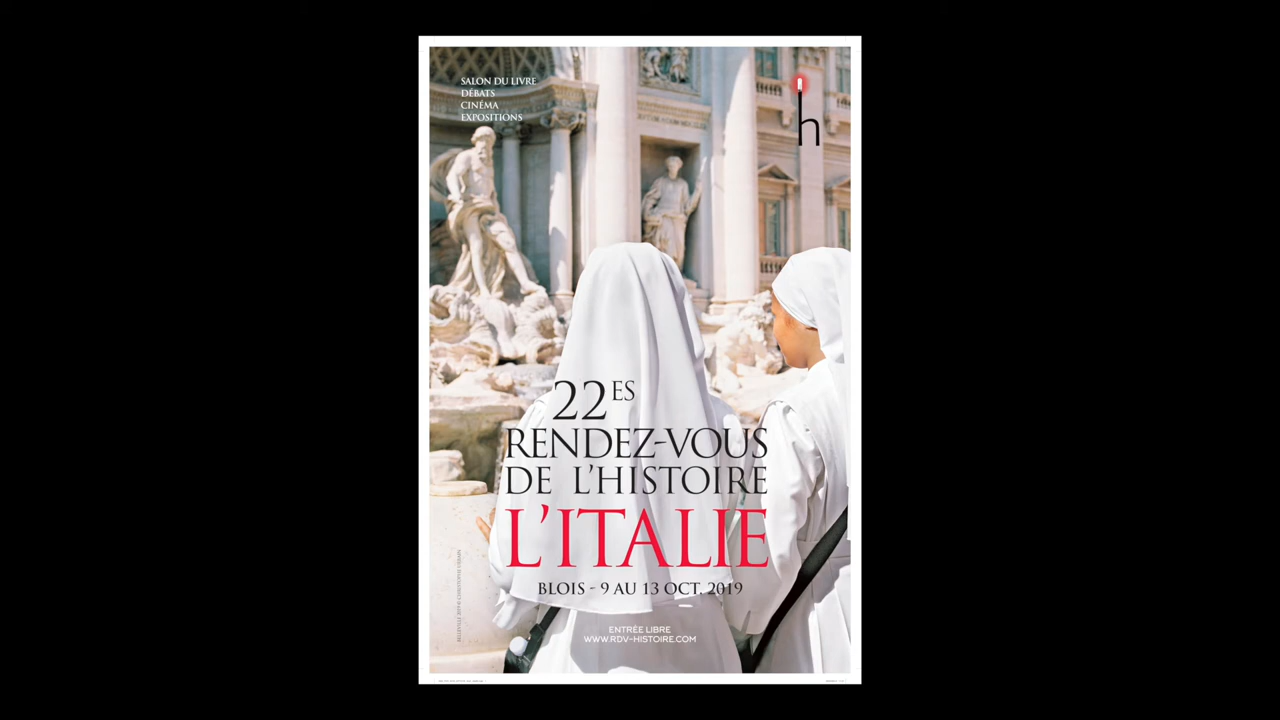 SALON DU LIVRE
DÉBATS
CINÉMA
EXPOSITIONS
h
22ES
RENDEZ-VOUS
DE L'HISTOIRE
L'ITALIE
BLOIS - 9 AU 13 OCT. 2019
ENTRÉE LIBRE
WWW.RDV-HISTOIRE.COM